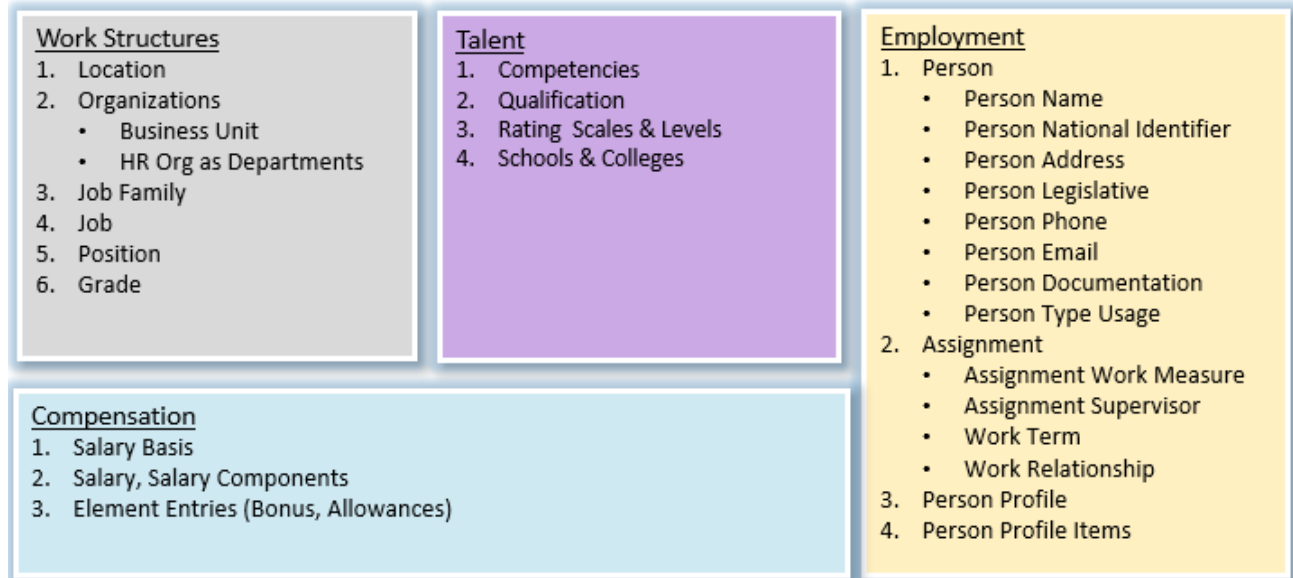 Work Structures
1. Location
2. Organizations
• Business Unit
• HR Org as Departments
3. Job Family
4. Job
5. Position
6. Grade
Talent
1. Competencies
2. Qualification
3. Rating Scales & Levels
4. Schools & Colleges
Employment
1. Person
• Person Name
• Person National Identifier
• Person Address
• Person Legislative
• Person Phone
• Person Email
• Person Documentation
• Person Type Usage
2. Assignment
• Assignment Work Measure
• Assignment Supervisor
• Work Term
• Work Relationship
3. Person Profile
4. Person Profile Items
Compensation
1. Salary Basis
2. Salary, Salary Components
3. Element Entries (Bonus, Allowances)